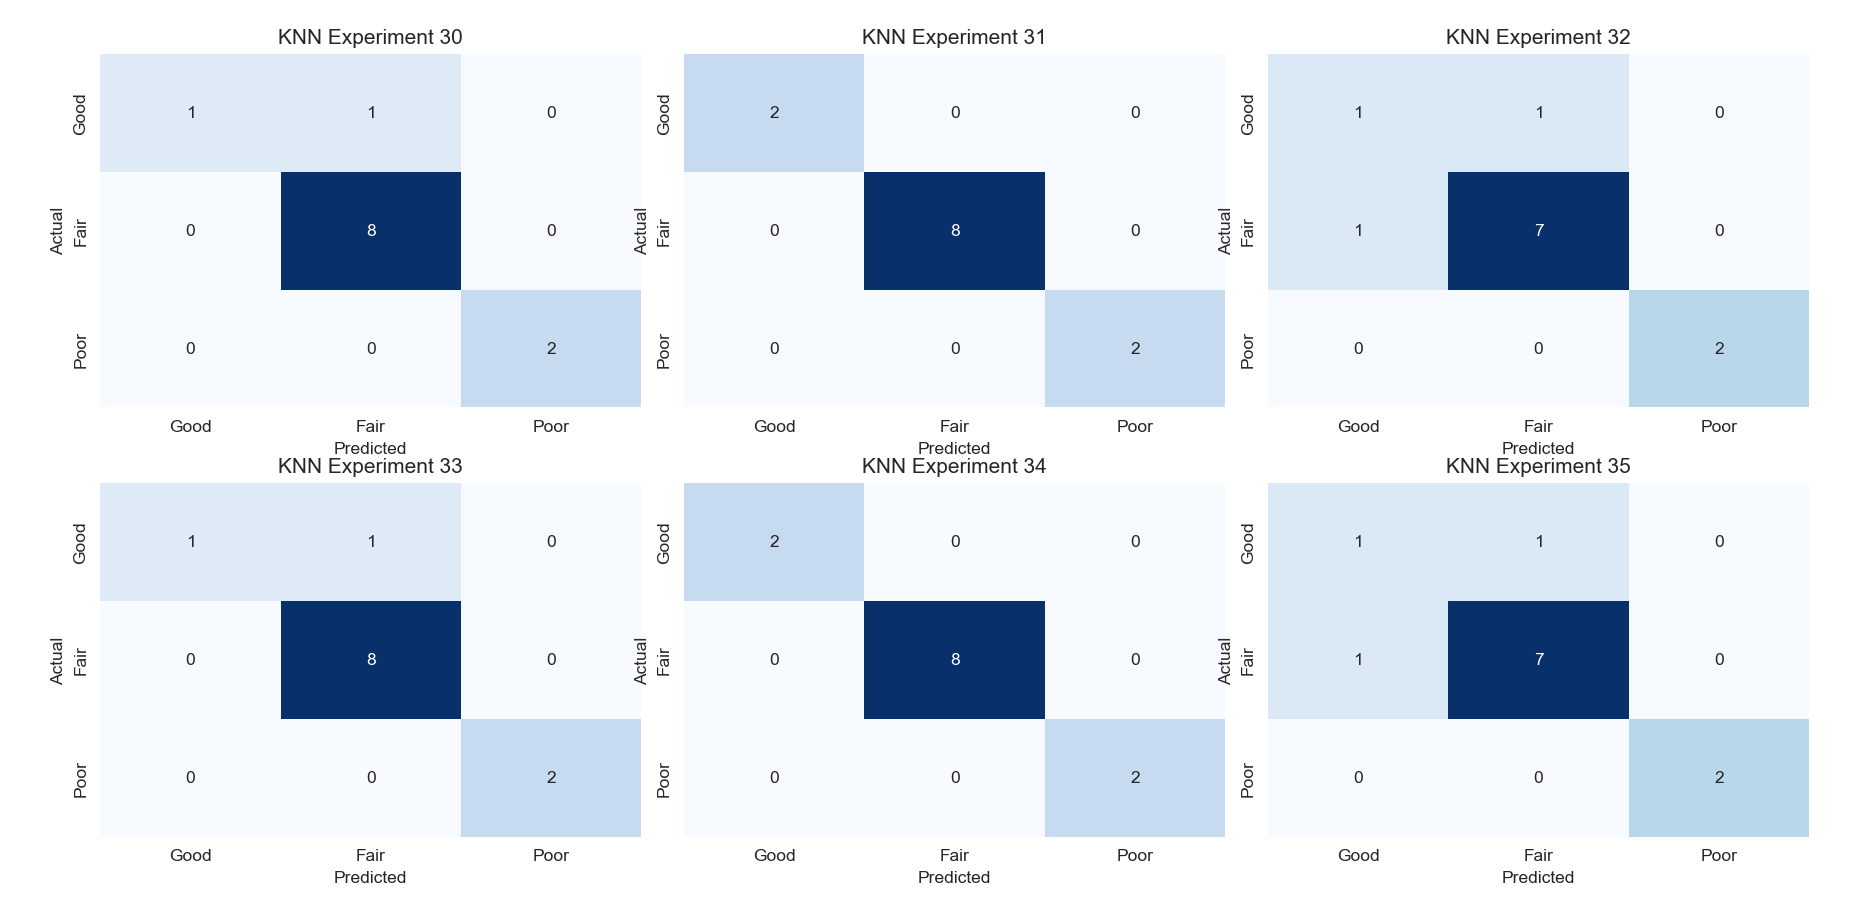 KNN Experiment 30
KNN Experiment 31
KNN Experiment 32
Good 1 1 0
Good 2 0 0
Good 1 1 0
Actual Fair 0 8 0
Actual Fair 0 8 0
Actual Fair 1 7 0
Poor 0 0 2
Poor 0 0 2
Poor 0 0 2
Good Fair Poor
Good Fair Poor
Good Fair Poor
Predicted
Predicted
Predicted
KNN Experiment 33
KNN Experiment 34
KNN Experiment 35
Good 1 1 0
Good 2 0 0
Good 1 1 0
Actual Fair 0 8 0
Actual Fair 0 8 0
Actual Fair 1 7 0
Poor 0 0 2
Poor 0 0 2
Poor 0 0 2
Good Fair Poor
Good Fair Poor
Good Fair Poor
Predicted
Predicted
Predicted